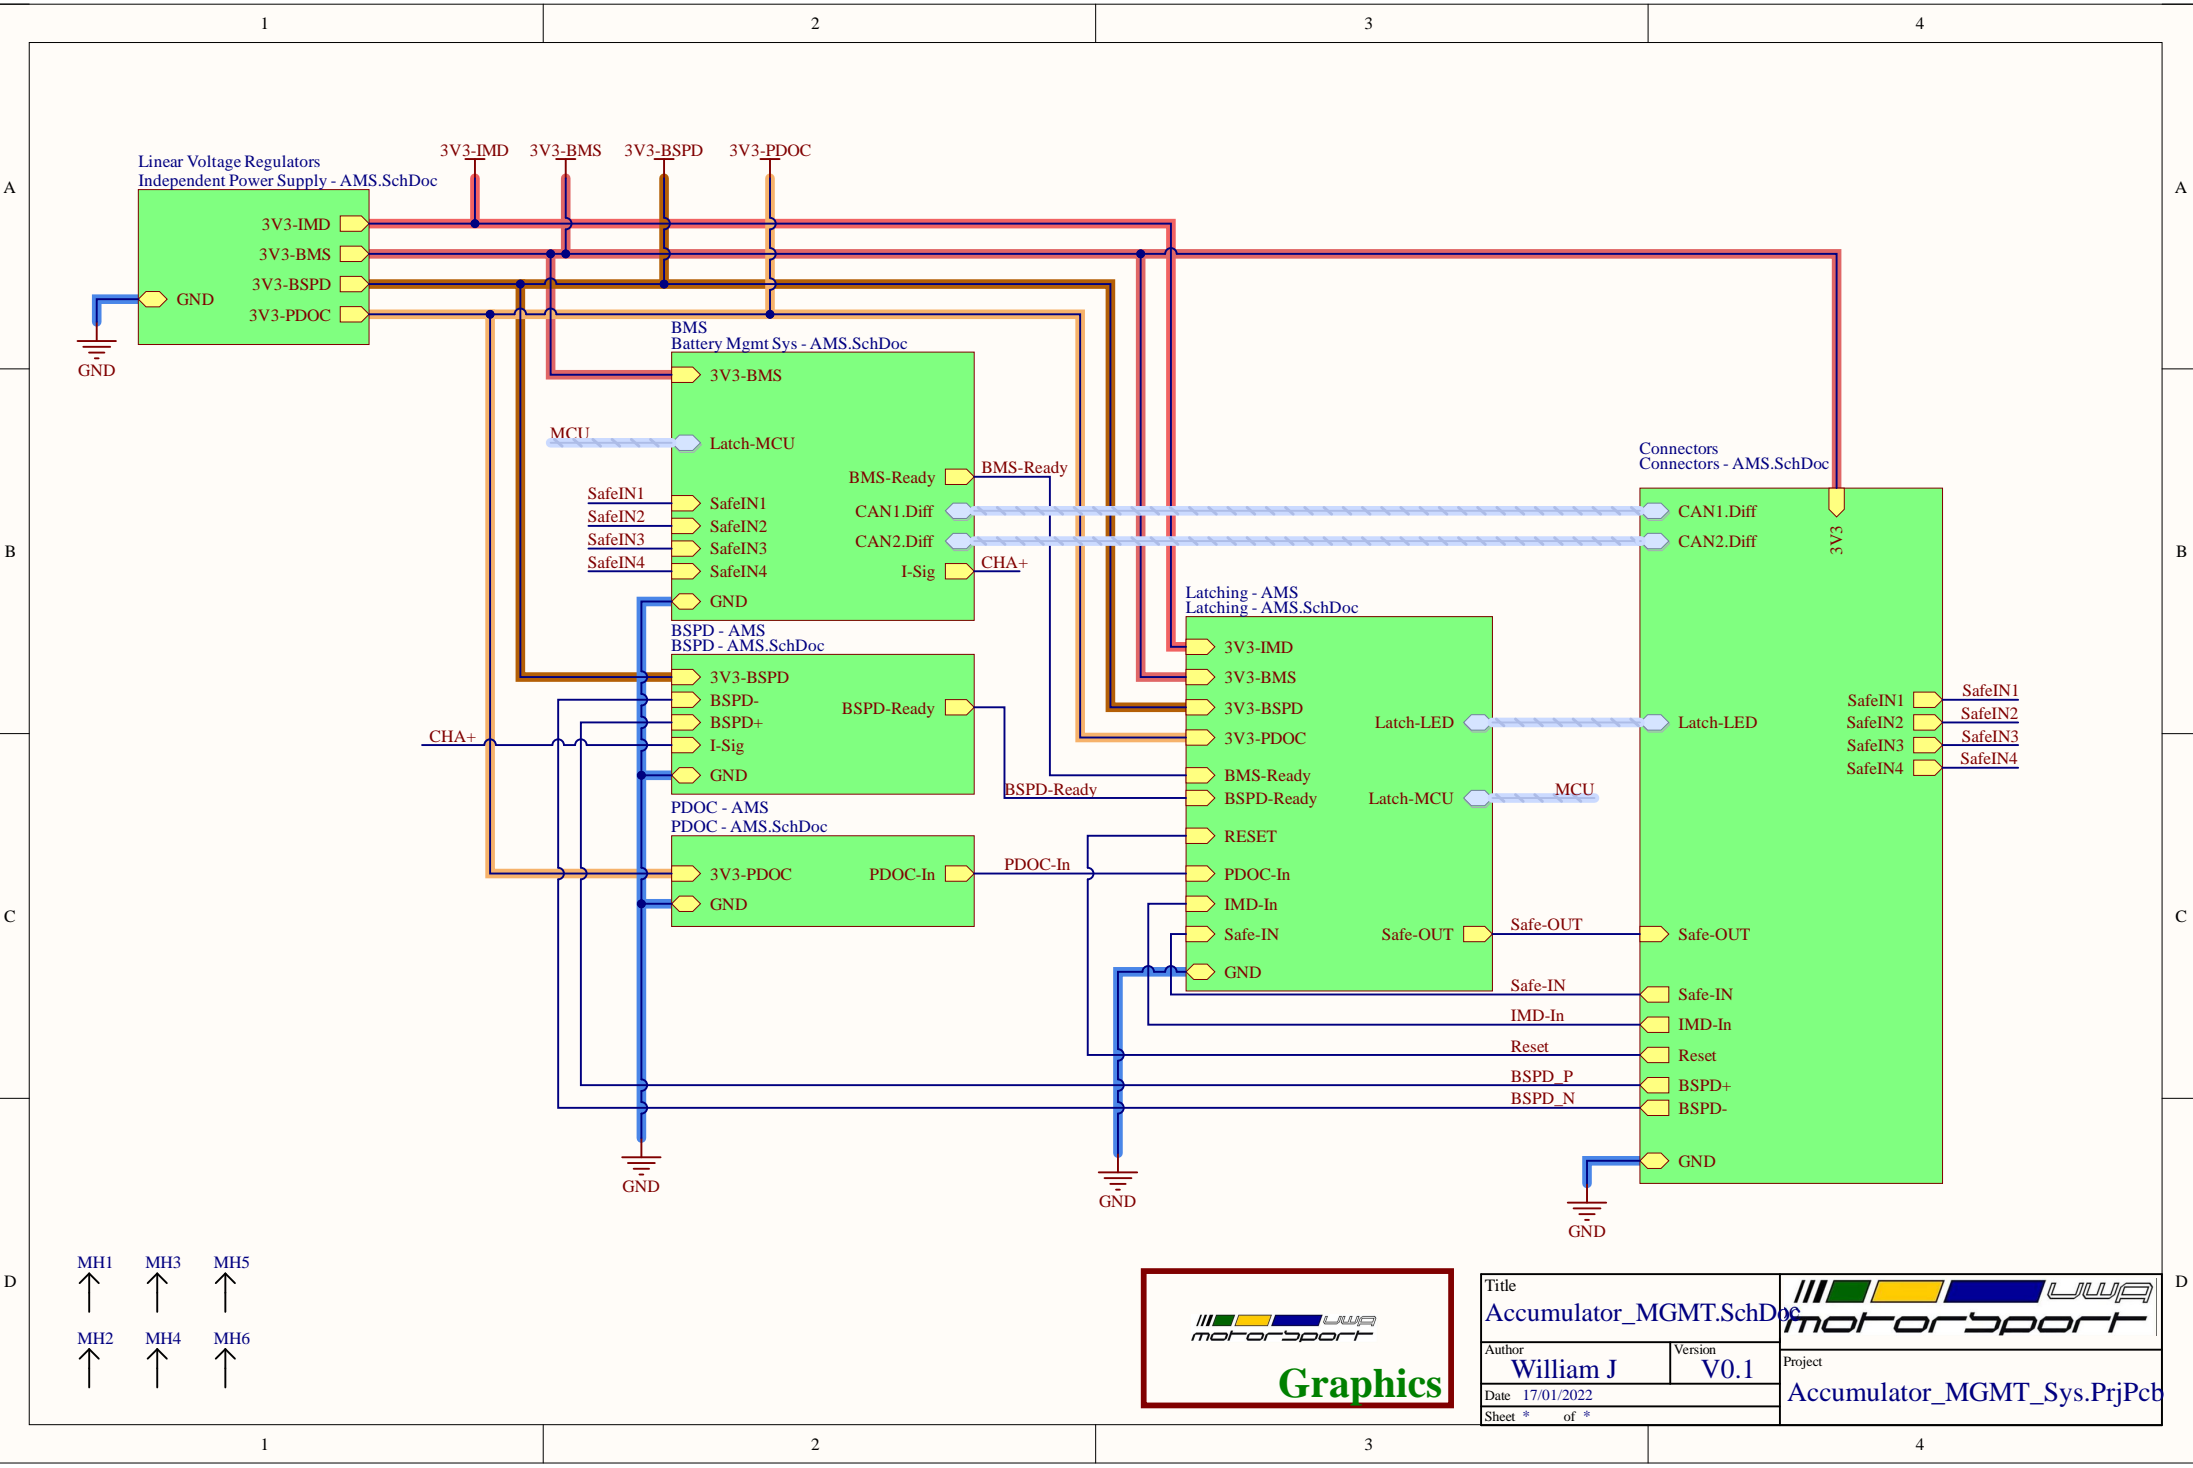 1 2 3 4
A A
B B
C C
D D
3V3-IMD 3V3-BMS 3V3-BSPD 3V3-PDOC
Linear Voltage Regulators
Independent Power Supply - AMS.SchDoc
3V3-IMD
3V3-BMS
3V3-BSPD
GND
3V3-PDOC
GND
BMS
Battery Mgmt Sys - AMS.SchDoc
3V3-BMS
MCU
Latch-MCU
BMS-Ready BMS-Ready
SafeIN1 SafeIN1
CAN1.Diff
SafeIN2 SafeIN2
CAN2.Diff
SafeIN3 SafeIN3
SafeIN4 SafeIN4
I-Sig CHA+
GND
BSPD - AMS
BSPD - AMS.SchDoc
3V3-BSPD
BSPD-
BSPD-Ready
BSPD+
CHA+ I-Sig
GND
BSPD-Ready
PDOC - AMS
PDOC - AMS.SchDoc
3V3-PDOC PDOC-In PDOC-In
GND
GND
Latching - AMS
Latching - AMS.SchDoc
3V3-IMD
3V3-BMS
3V3-BSPD
Latch-LED
3V3-PDOC
BMS-Ready
BSPD-Ready Latch-MCU MCU
RESET
PDOC-In
IMD-In
Safe-IN Safe-OUT Safe-OUT
GND
GND
Connectors
Connectors - AMS.SchDoc
CAN1.Diff
3V3
CAN2.Diff
SafeIN1 SafeIN1
Latch-LED SafeIN2 SafeIN2
SafeIN3 SafeIN3
SafeIN4 SafeIN4
Safe-OUT
Safe-IN Safe-IN
IMD-In IMD-In
Reset Reset
BSPD_P BSPD+
BSPD_N BSPD-
GND
GND
MH1 MH3 MH5
MH2 MH4 MH6
UWA
motorsport
Graphics
Title
Accumulator_MGMT.SchDoc
Author
William J
Version
V0.1
Date 17/01/2022
Sheet * of *
UWA
motorsport
Project
Accumulator_MGMT_Sys.PrjPcb
1 2 3 4